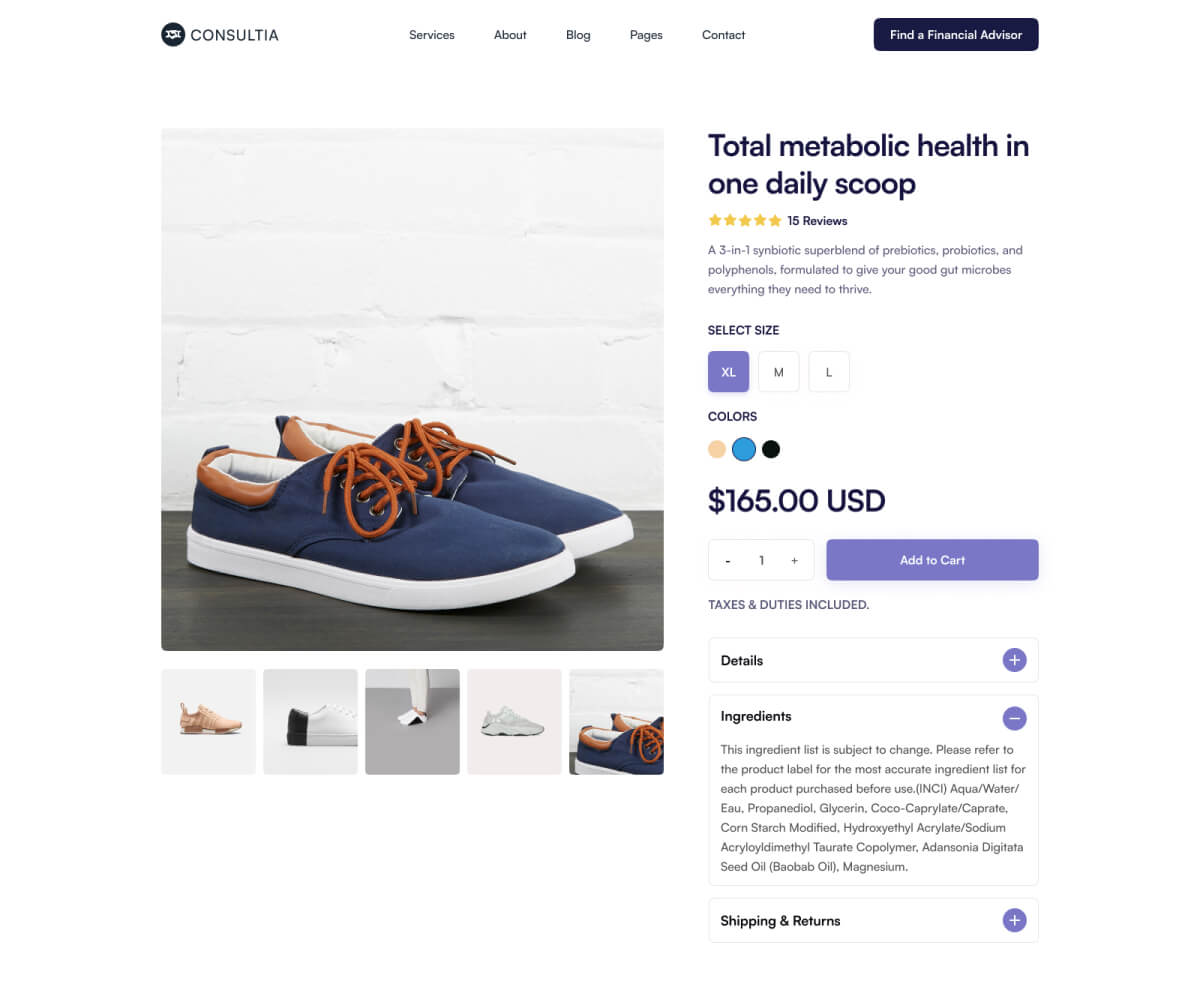 CONSULTIA
Services
About
Blog
Pages
Contact
Find a Financial Advisor
Total metabolic health in
one daily scoop
15 Reviews
A 3-in-1 synbiotic superblend of prebiotics, probiotics, and
polyphenols, formulated to give your good gut microbes
everything they need to thrive.
SELECT SIZE
XL
M
L
COLORS
$165.00 USD
- 1 +
Add to Cart
TAXES & DUTIES INCLUDED.
Details
Ingredients
This ingredient list is subject to change. Please refer to
the product label for the most accurate ingredient list for
each product purchased before use.(INCI) Aqua/Water/
Eau, Propanediol, Glycerin, Coco-Caprylate/Caprate,
Corn Starch Modified, Hydroxyethyl Acrylate/Sodium
Acryloyldimethyl Taurate Copolymer, Adansonia Digitata
Seed Oil (Baobab Oil), Magnesium.
Shipping & Returns